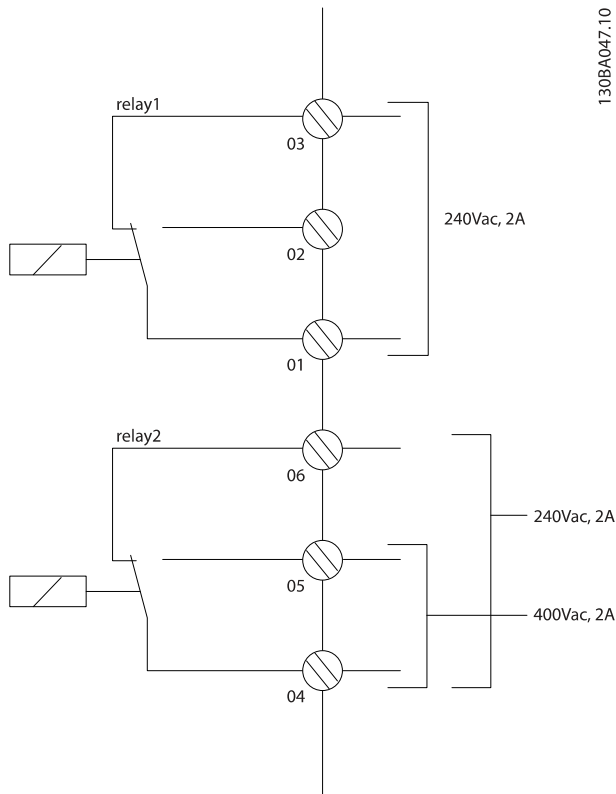 130BA047.10
relay1
03
240Vac, 2A
02
01
relay2
06
240Vac, 2A
05
400Vac, 2A
04